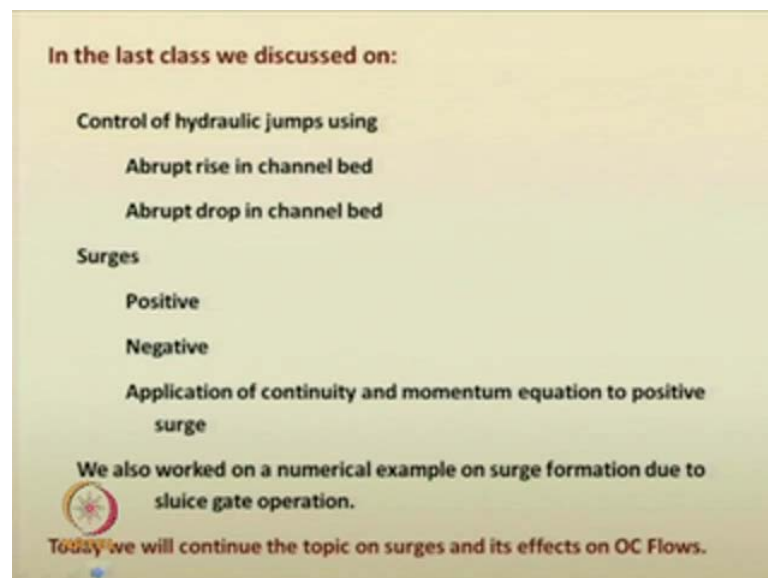 In the last class we discussed on:
Control of hydraulic jumps using
Abrupt rise in channel bed
Abrupt drop in channel bed
Surges
Positive
Negative
Application of continuity and momentum equation to positive
surge
We also worked on a numerical example on surge formation due to
sluice gate operation.
Today we will continue the topic on surges and its effects on OC Flows.